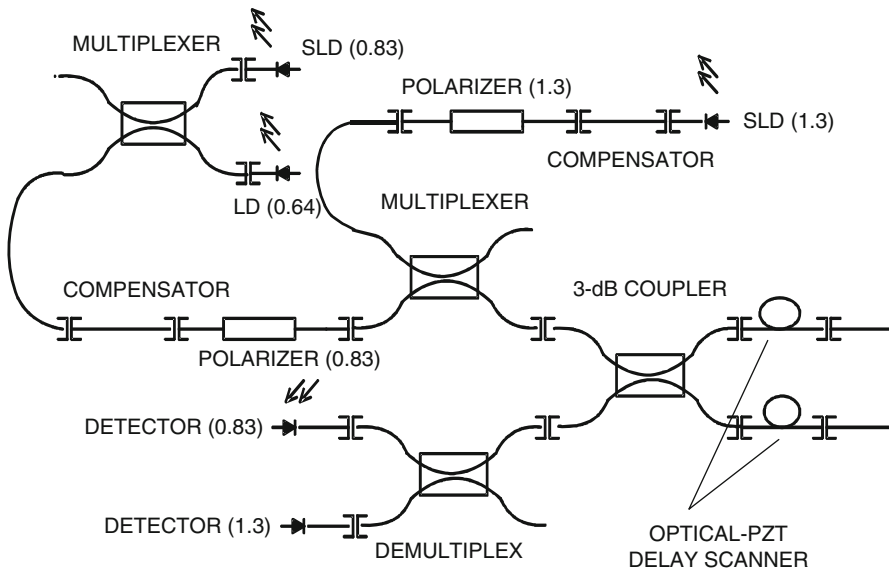 MULTIPLEXER
SLD (0.83)
POLARIZER (1.3)
SLD (1.3)
COMPENSATOR
LD (0.64)
MULTIPLEXER
COMPENSATOR
3-dB COUPLER
POLARIZER (0.83)
DETECTOR (0.83)
DETECTOR (1.3)
DEMULTIPLEX
OPTICAL-PZT
DELAY SCANNER